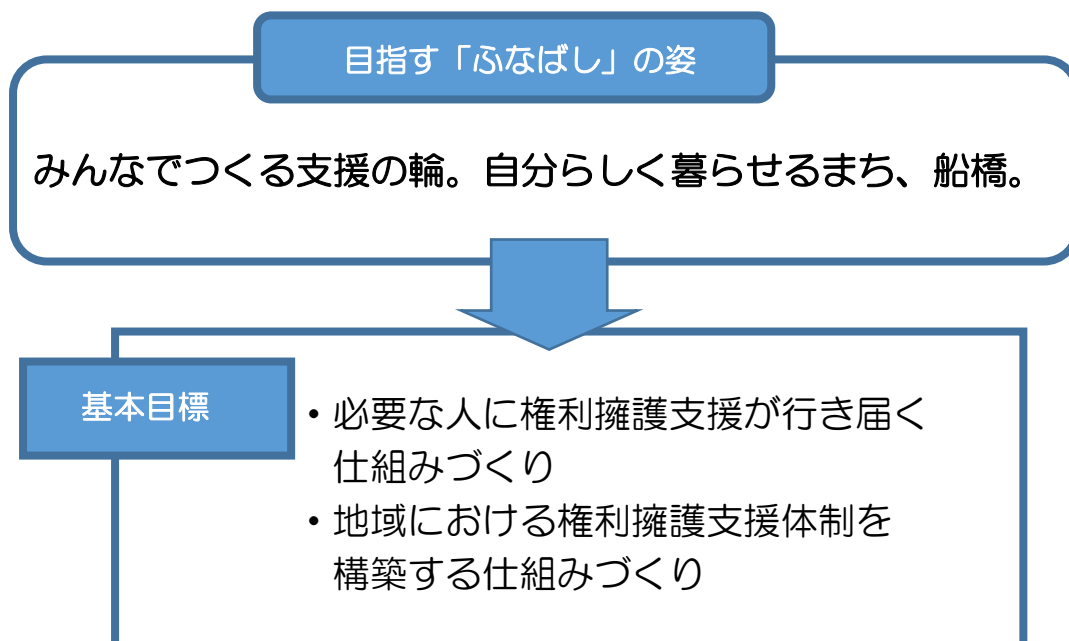 目指す「ふなばし」の姿
みんなでつくる支援の輪。自分らしく暮らせるまち、船橋。
基本目標
・必要な人に権利擁護支援が行き届く
仕組みづくり
・地域における権利擁護支援体制を
構築する仕組みづくり